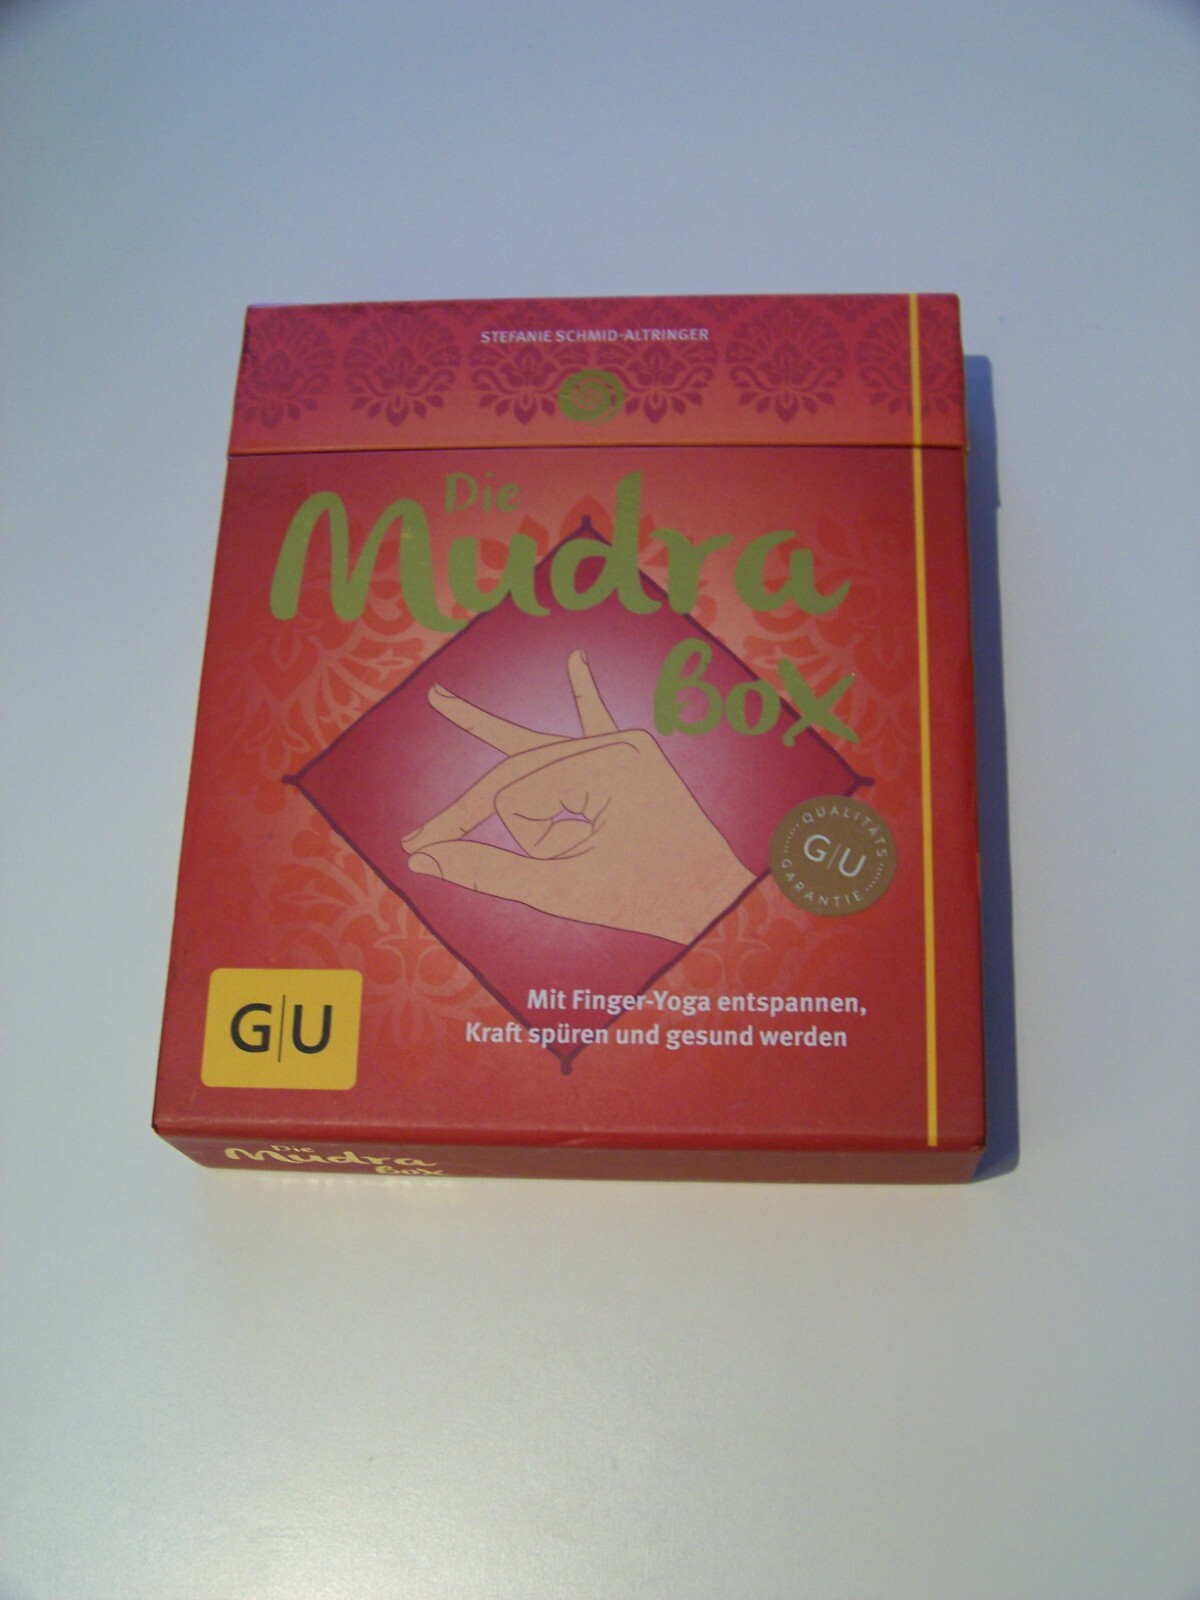 STEFANIE SCHMID-ALTRINGER
Die
Mudra
Box
QUALITÄTS
G|U
GARANTIE
Mit Finger-Yoga entspannen,
Kraft spüren und gesund werden
G|U
Die
Mudra
Box